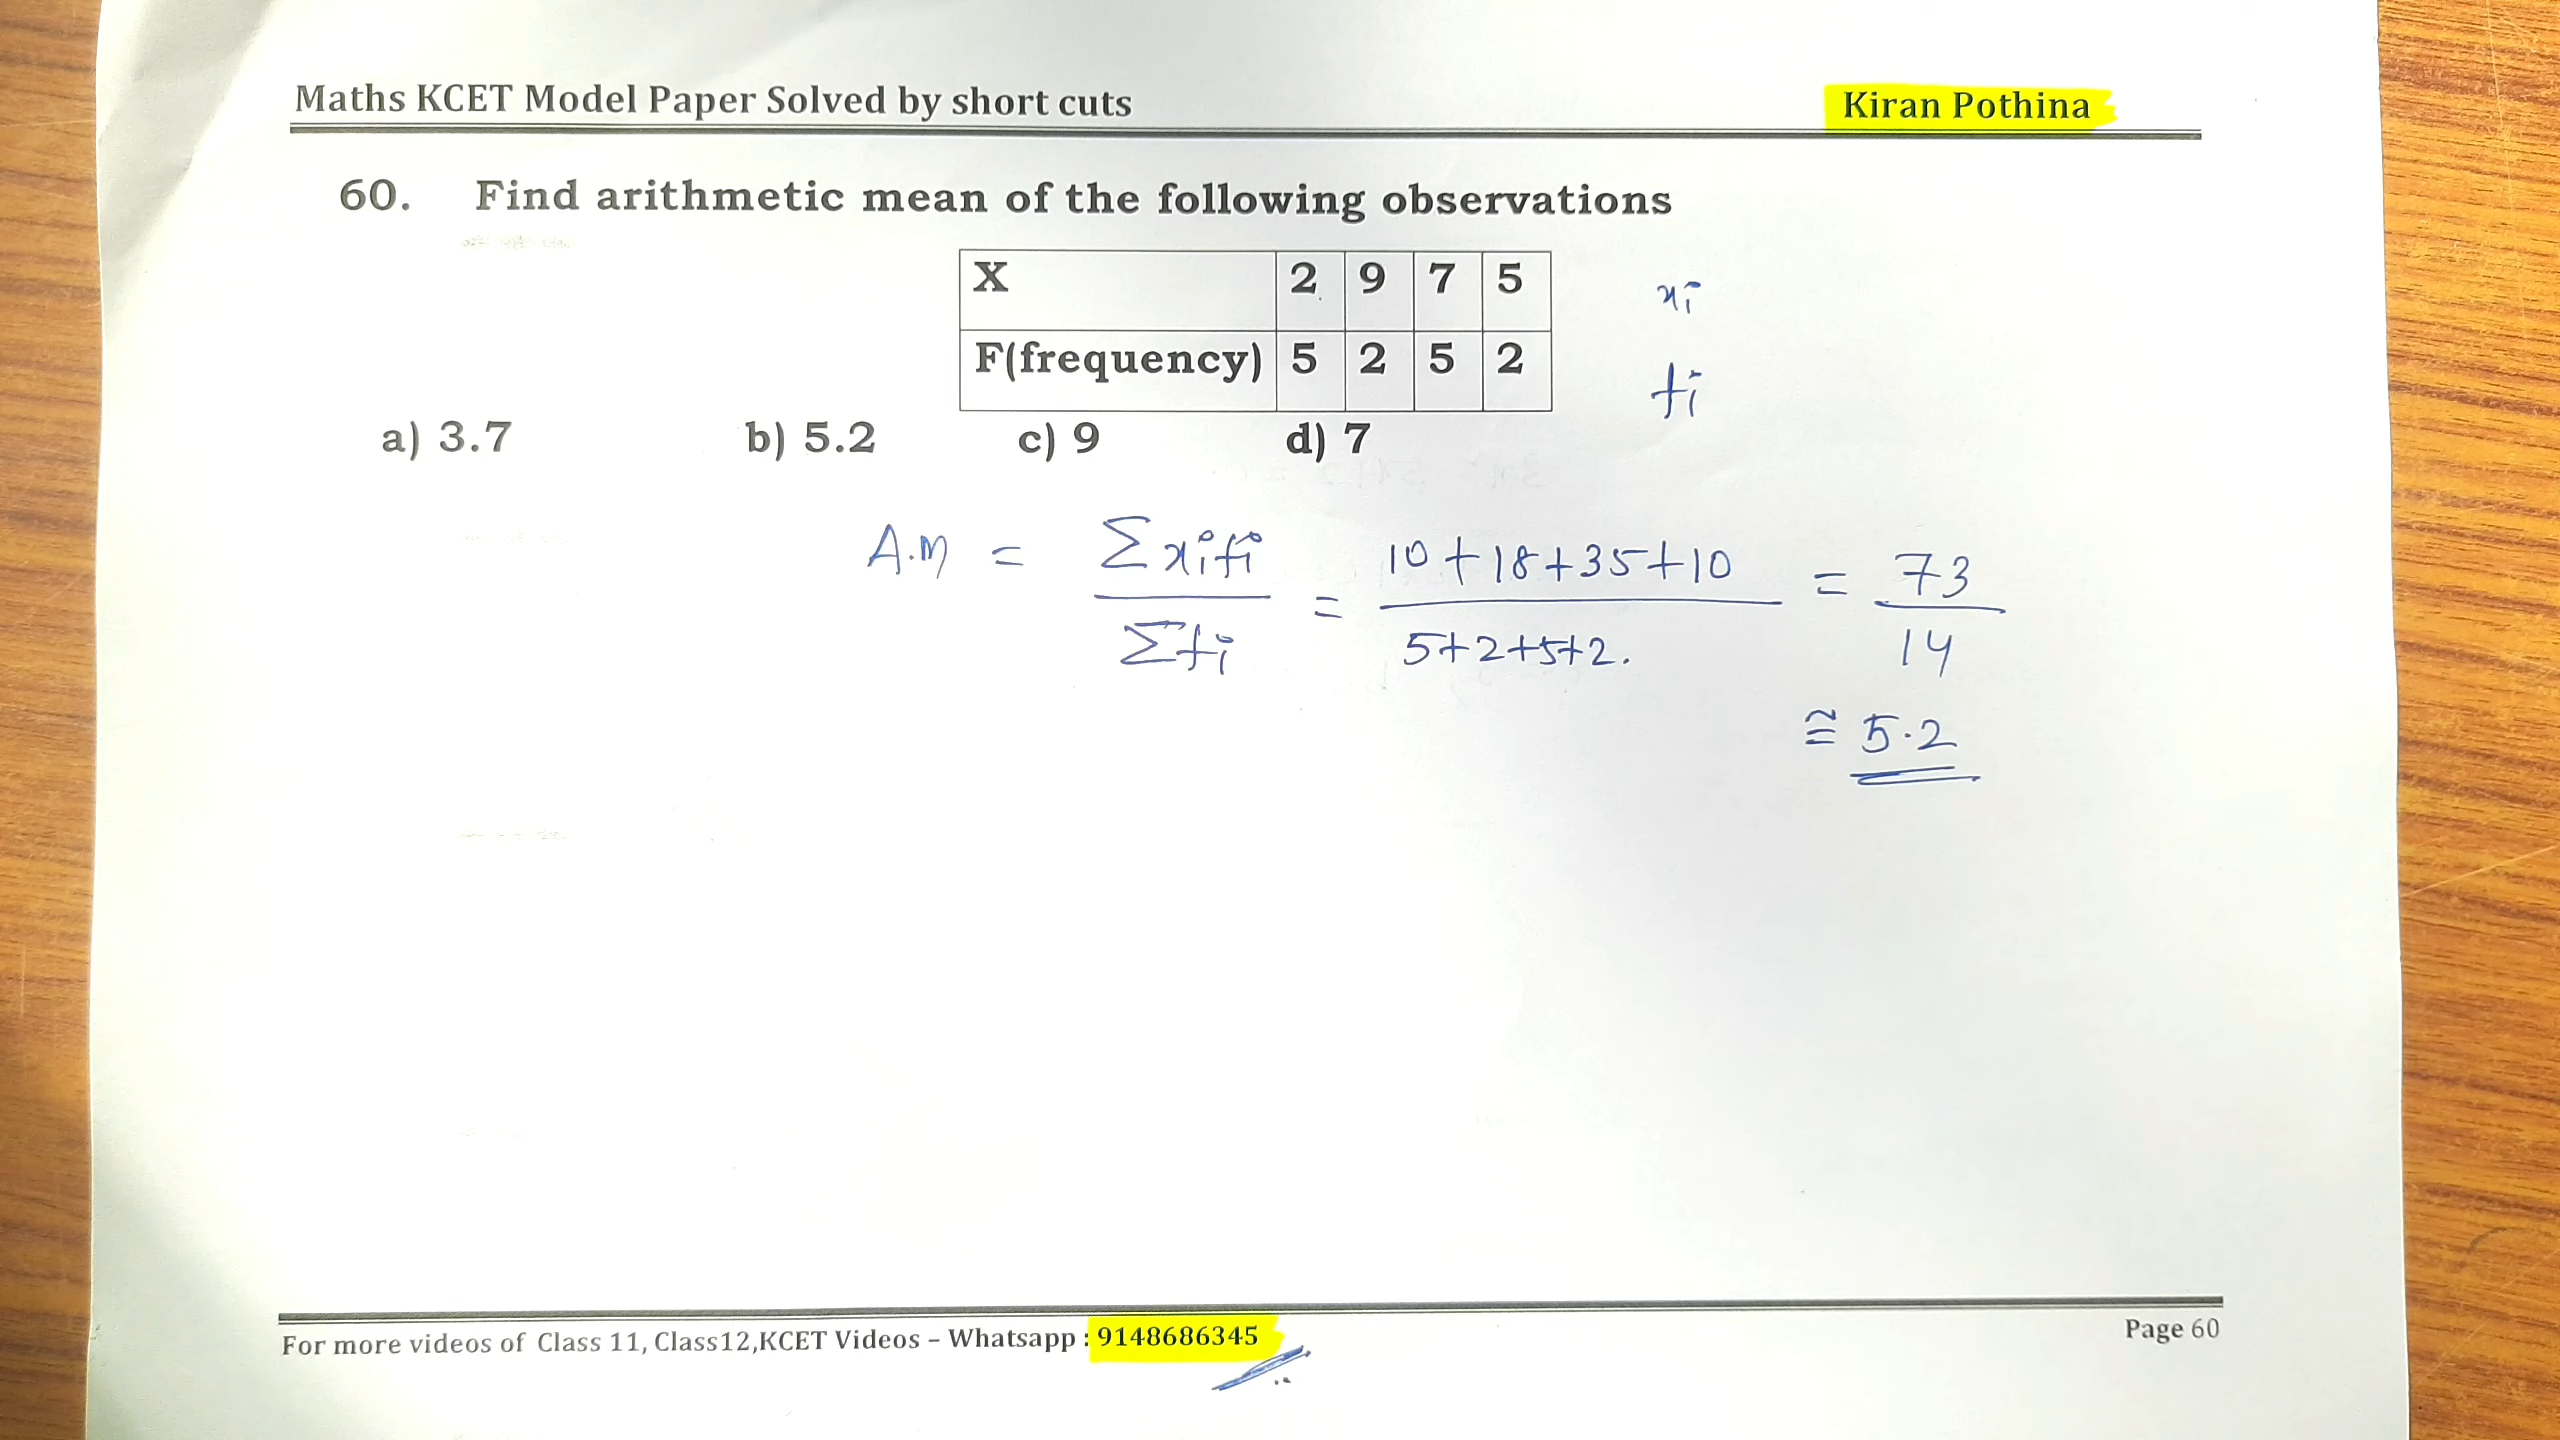 Maths KCET Model Paper Solved by short cuts Kiran Pothina
60. Find arithmetic mean of the following observations
X 2 9 7 5 xi
F(frequency) 5 2 5 2 fi
a) 3.7 b) 5.2 c) 9 d) 7
A.M = Σxifi / Σfi = 10+18+35+10 / 5+2+5+2. = 73 / 14
≅ 5.2
For more videos of Class 11, Class12,KCET Videos – Whatsapp : 9148686345 Page 60